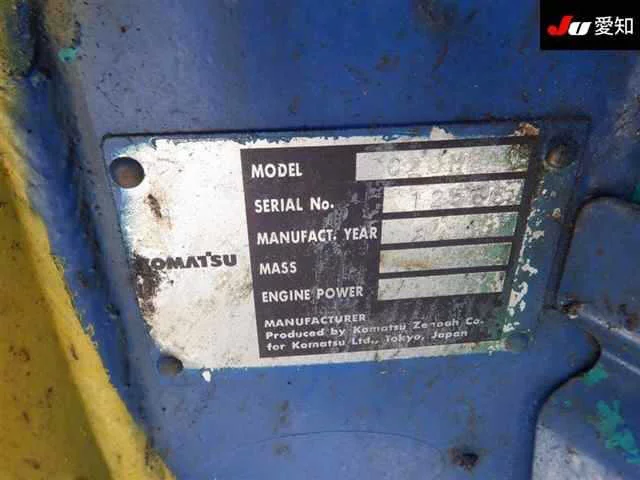 JU 愛知
MODEL
SERIAL No.
MANUFACT. YEAR
KOMATSU
MASS
ENGINE POWER
MANUFACTURER
Produced by Komatsu Zenoah Co.
for Komatsu Ltd., Tokyo, Japan